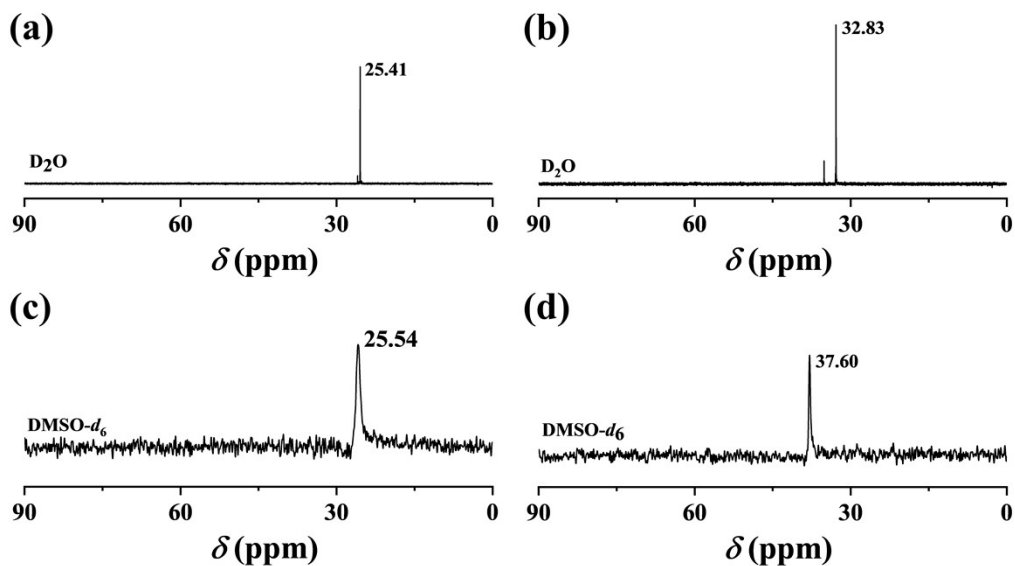 (a)
25.41
D₂O
90 60 30 0
δ (ppm)
(b)
32.83
D₂O
90 60 30 0
δ (ppm)
(c)
25.54
DMSO-d₆
90 60 30 0
δ (ppm)
(d)
37.60
DMSO-d6
90 60 30 0
δ (ppm)